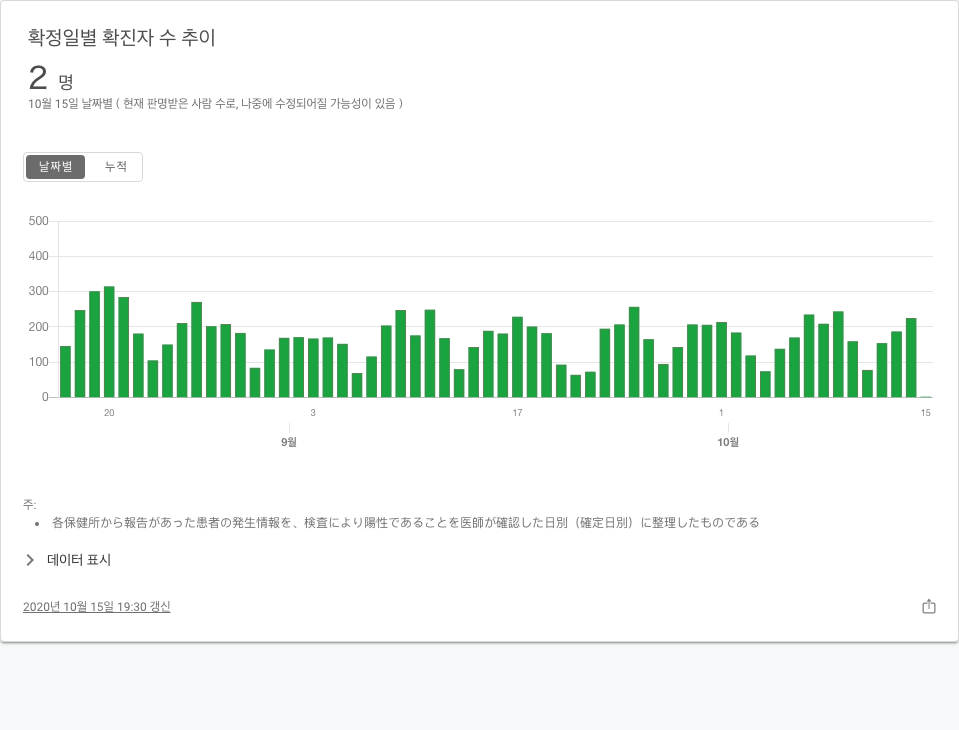 확정일별 확진자 수 추이
2 명
10월 15일 날짜별 ( 현재 판명받은 사람 수로, 나중에 수정되어질 가능성이 있음 )
날짜별 누적
500
400
300
200
100
0
20 3 17 1 15
9월 10월
주:
• 各保健所から報告があった患者の発生情報を、検査により陽性であることを医師が確認した日別（確定日別）に整理したものである
데이터 표시
2020년 10월 15일 19:30 갱신